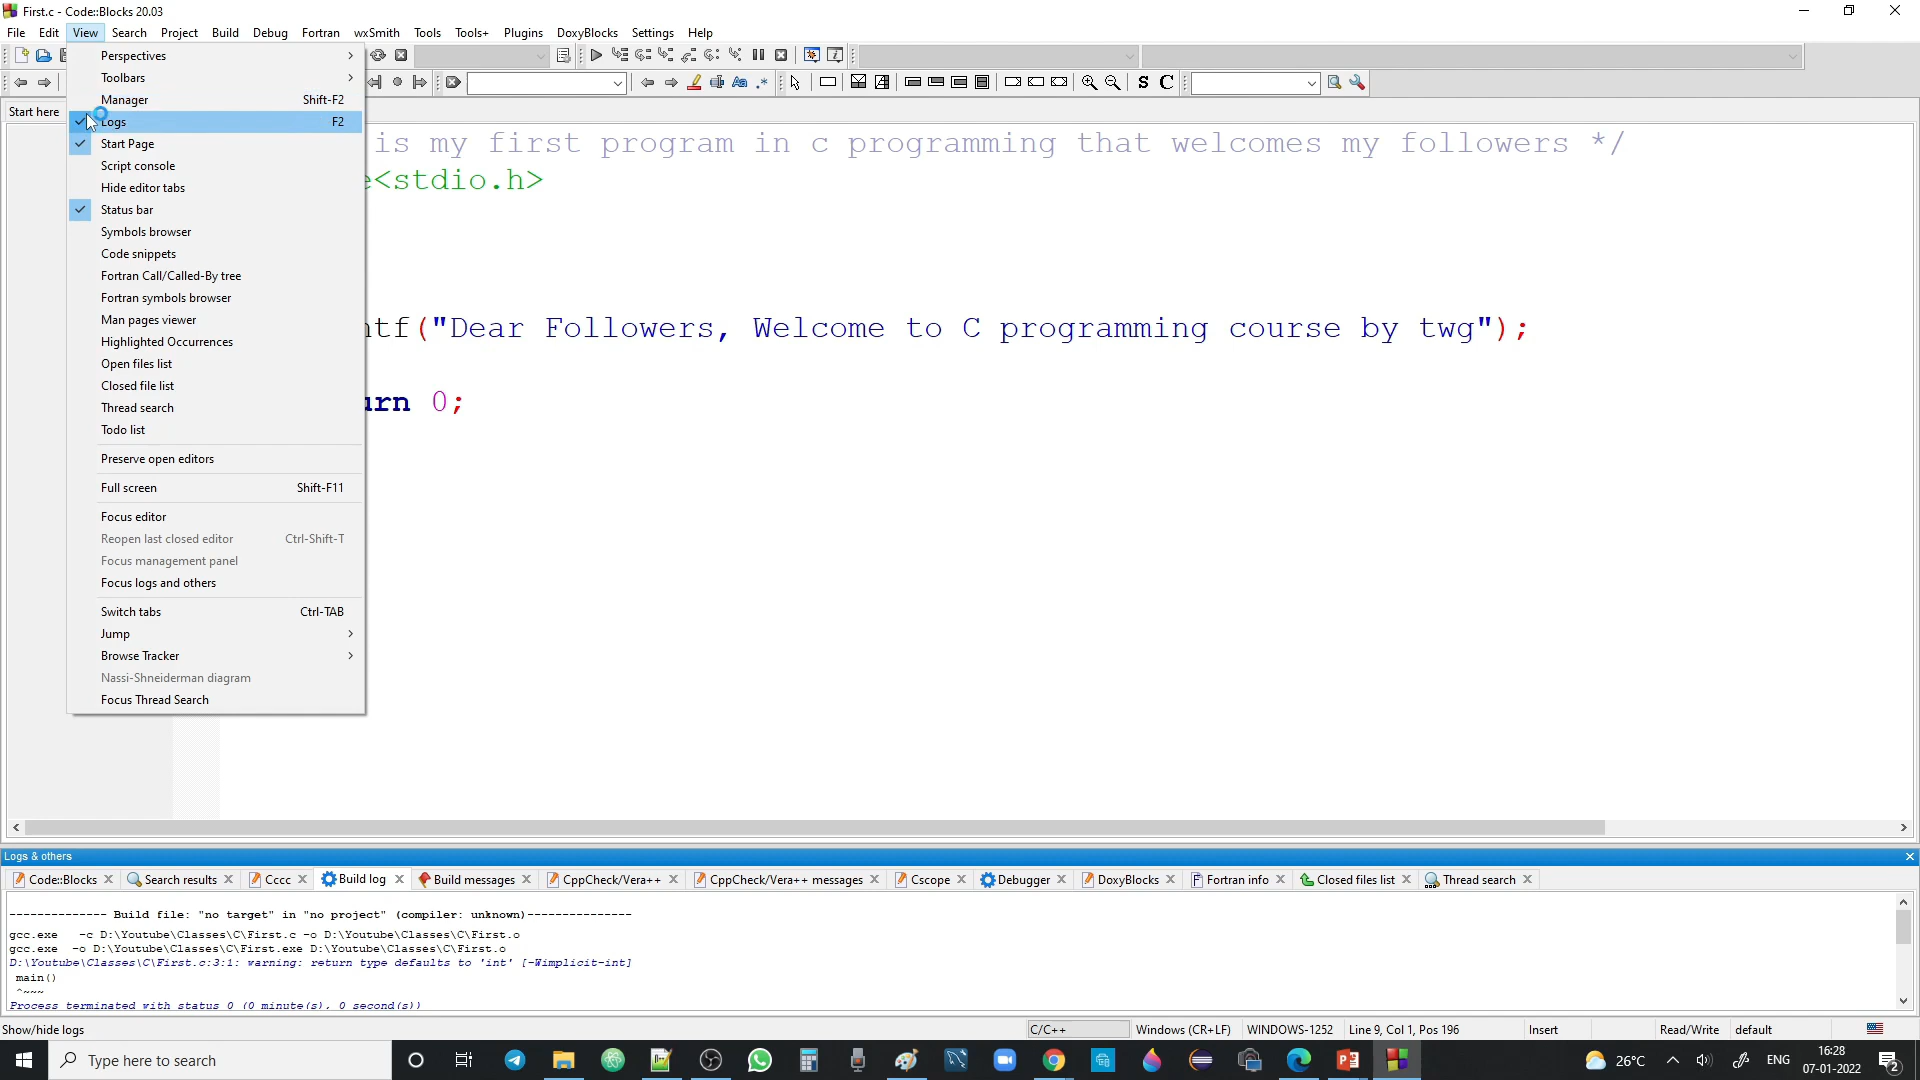 First.c - Code::Blocks 20.03
File Edit View Search Project Build Debug Fortran wxSmith Tools Tools+ Plugins DoxyBlocks Settings Help
Perspectives
Toolbars
Manager Shift-F2
Logs F2
Start Page
Script console
Hide editor tabs
Status bar
Symbols browser
Code snippets
Fortran Call/Called-By tree
Fortran symbols browser
Man pages viewer
Highlighted Occurrences
Open files list
Closed file list
Thread search
Todo list
Preserve open editors
Full screen Shift-F11
Focus editor
Reopen last closed editor Ctrl-Shift-T
Focus management panel
Focus logs and others
Switch tabs Ctrl-TAB
Jump
Browse Tracker
Nassi-Shneiderman diagram
Focus Thread Search
S C
Start here
is my first program in c programming that welcomes my followers */
e<stdio.h>
ntf("Dear Followers, Welcome to C programming course by twg");
urn 0;
Logs & others
Code::Blocks Search results Cccc Build log Build messages CppCheck/Vera++ CppCheck/Vera++ messages Cscope Debugger DoxyBlocks Fortran info Closed files list Thread search
-------------- Build file: "no target" in "no project" (compiler: unknown)---------------
gcc.exe -c D:\Youtube\Classes\C\First.c -o D:\Youtube\Classes\C\First.o
gcc.exe -o D:\Youtube\Classes\C\First.exe D:\Youtube\Classes\C\First.o
D:\Youtube\Classes\C\First.c:3:1: warning: return type defaults to 'int' [-Wimplicit-int]
main()
^~~~
Process terminated with status 0 (0 minute(s), 0 second(s))
Show/hide logs C/C++ Windows (CR+LF) WINDOWS-1252 Line 9, Col 1, Pos 196 Insert Read/Write default
Type here to search 26°C ENG 16:28
07-01-2022 2